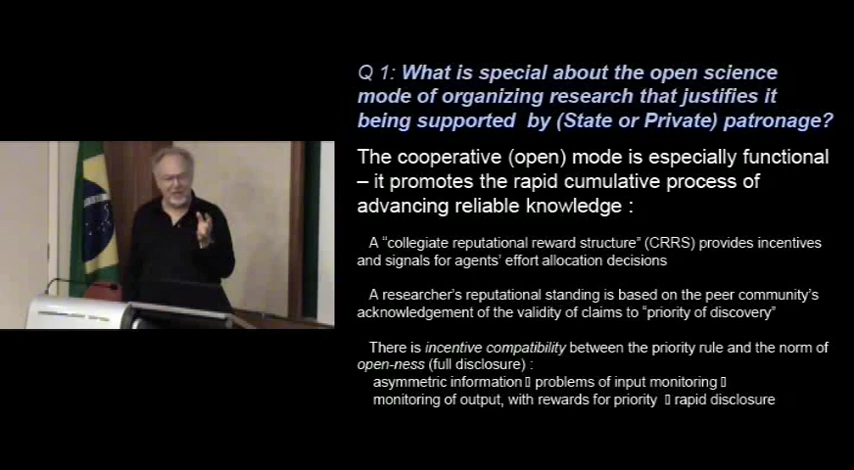 Q 1: What is special about the open science
mode of organizing research that justifies it
being supported by (State or Private) patronage?
The cooperative (open) mode is especially functional
– it promotes the rapid cumulative process of
advancing reliable knowledge :
A “collegiate reputational reward structure” (CRRS) provides incentives
and signals for agents’ effort allocation decisions
A researcher’s reputational standing is based on the peer community’s
acknowledgement of the validity of claims to “priority of discovery”
There is incentive compatibility between the priority rule and the norm of
open-ness (full disclosure) :
asymmetric information▯ problems of input monitoring ▯
monitoring of output, with rewards for priority ▯ rapid disclosure